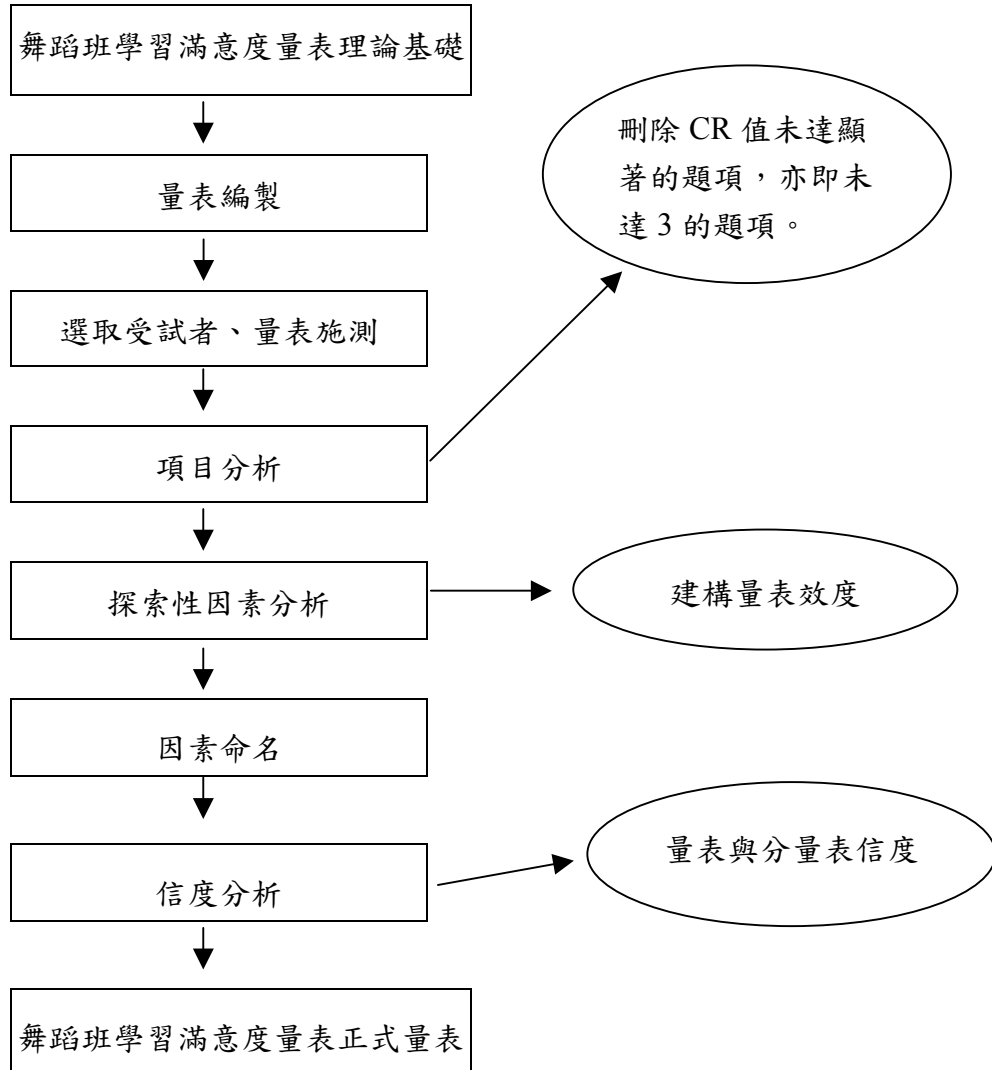 舞蹈班學習滿意度量表理論基礎
刪除 CR 值未達顯
著的題項，亦即未
達 3 的題項。
量表編製
選取受試者、量表施測
項目分析
探索性因素分析
建構量表效度
因素命名
量表與分量表信度
信度分析
舞蹈班學習滿意度量表正式量表